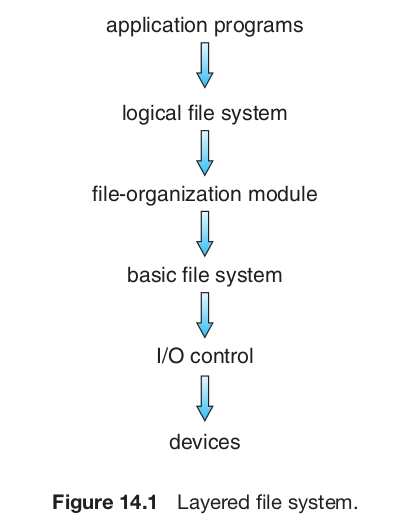 application programs
logical file system
file-organization module
basic file system
I/O control
devices
Figure 14.1 Layered file system.